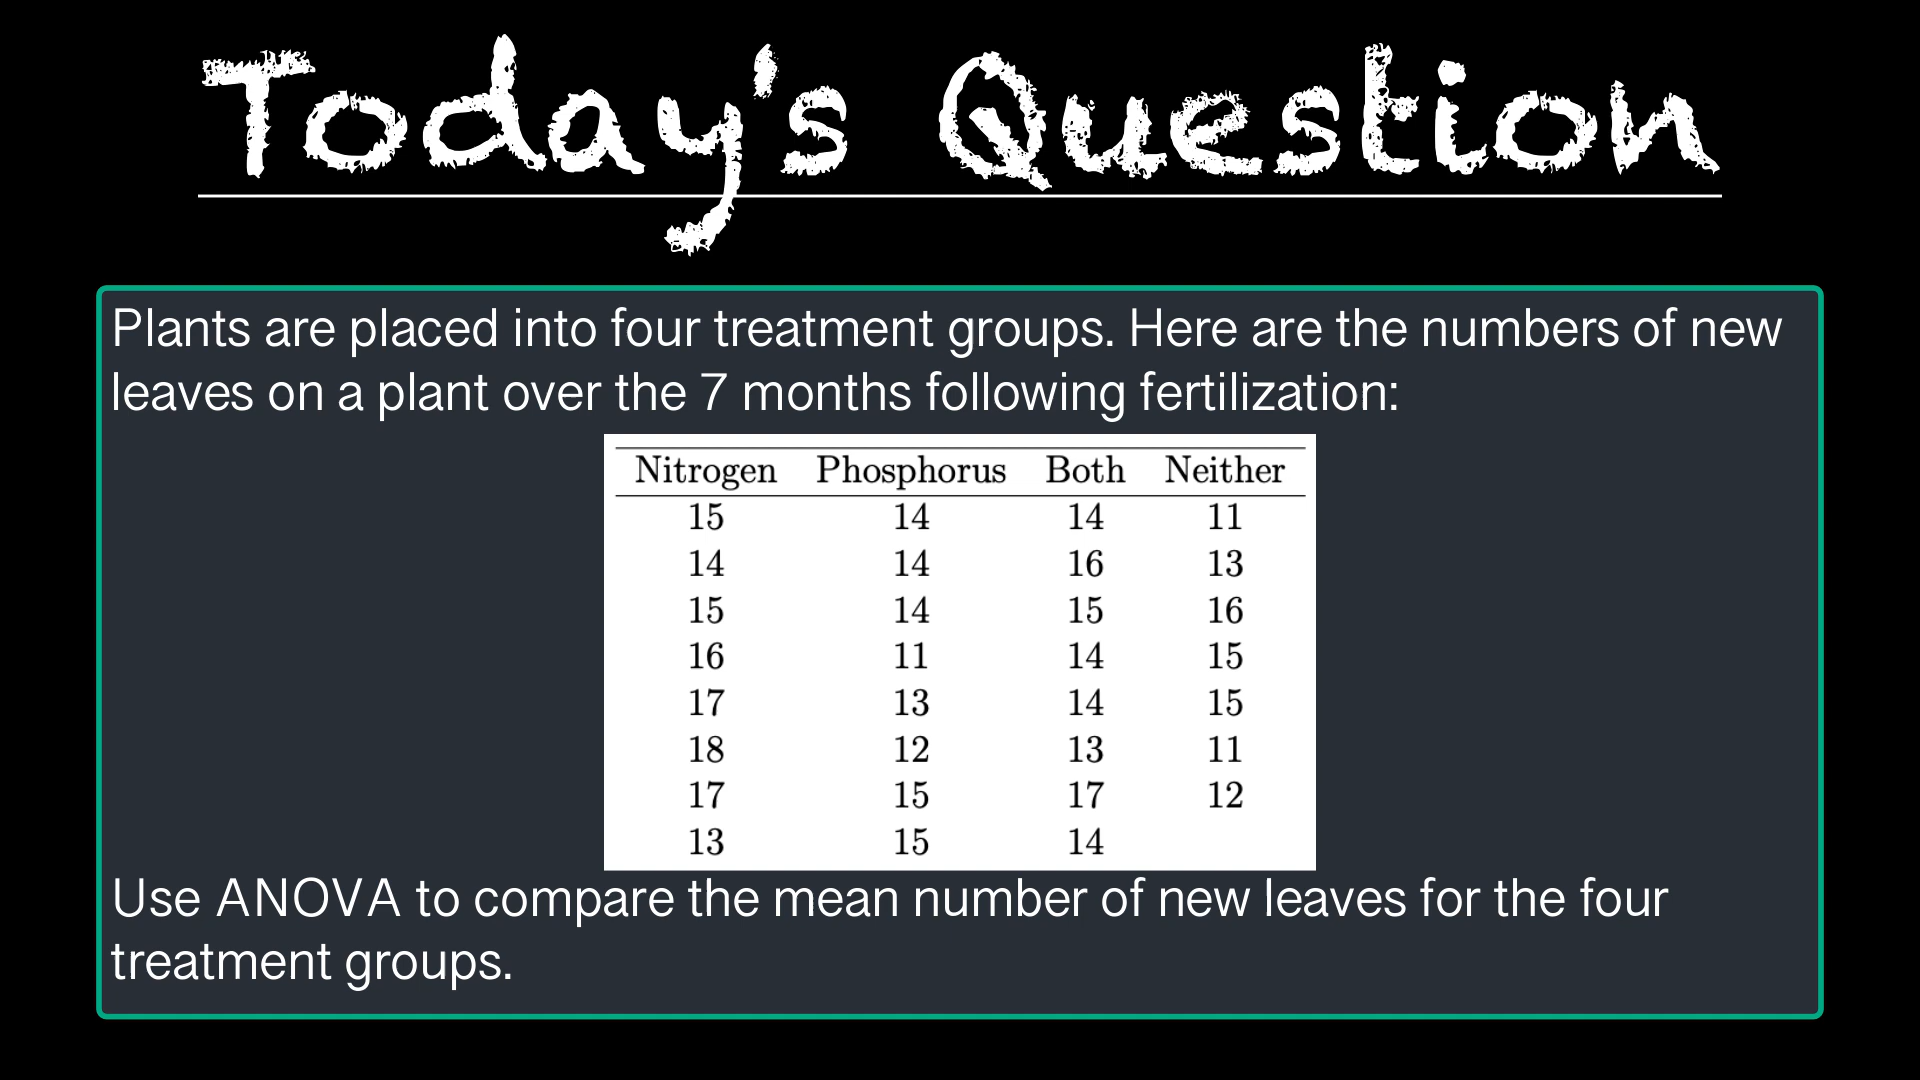 Today's Question
Plants are placed into four treatment groups. Here are the numbers of new
leaves on a plant over the 7 months following fertilization:
Nitrogen Phosphorus Both Neither
15 14 14 11
14 14 16 13
15 14 15 16
16 11 14 15
17 13 14 15
18 12 13 11
17 15 17 12
13 15 14
Use ANOVA to compare the mean number of new leaves for the four
treatment groups.